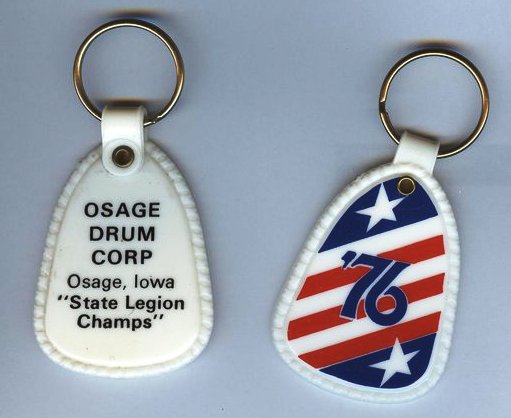 OSAGE
DRUM
CORP
Osage, Iowa
"State Legion
Champs"
'76